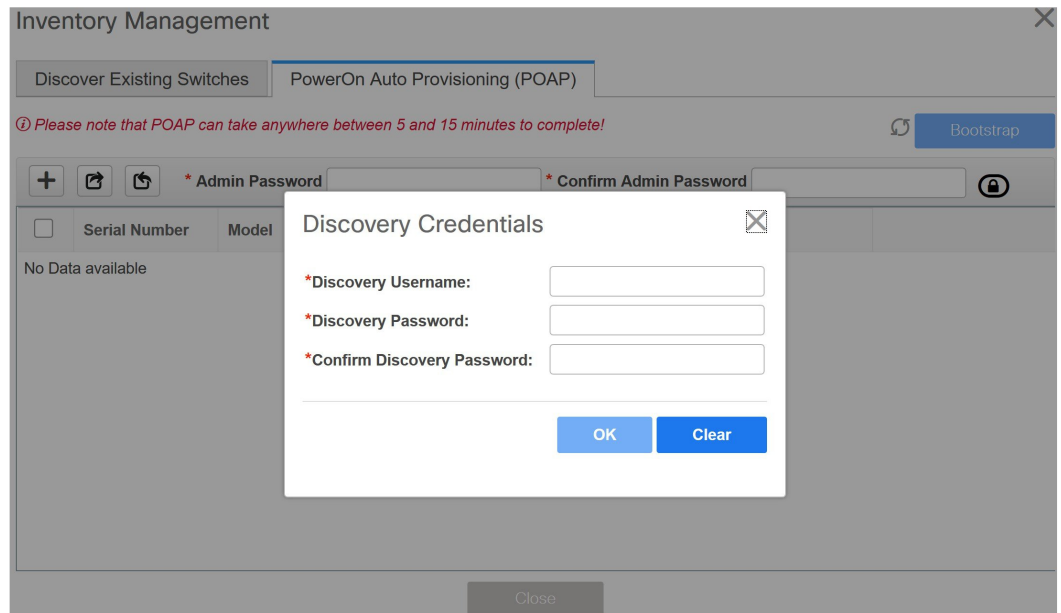 Inventory Management
Discover Existing Switches PowerOn Auto Provisioning (POAP)
Please note that POAP can take anywhere between 5 and 15 minutes to complete!
Bootstrap
* Admin Password * Confirm Admin Password
Serial Number Model
No Data available
Discovery Credentials
*Discovery Username:
*Discovery Password:
*Confirm Discovery Password:
OK Clear
Close